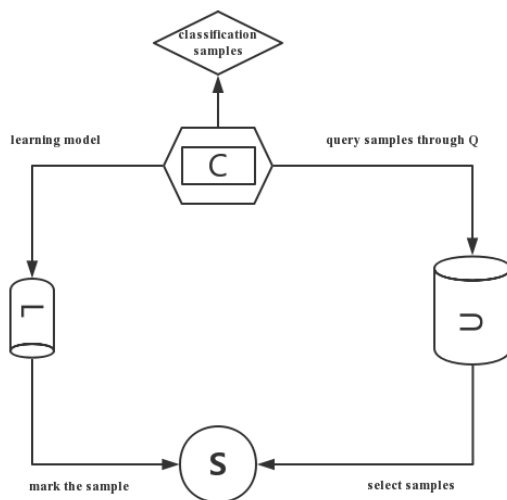 classification
samples
learning model
query samples through Q
C
L
U
S
mark the sample
select samples